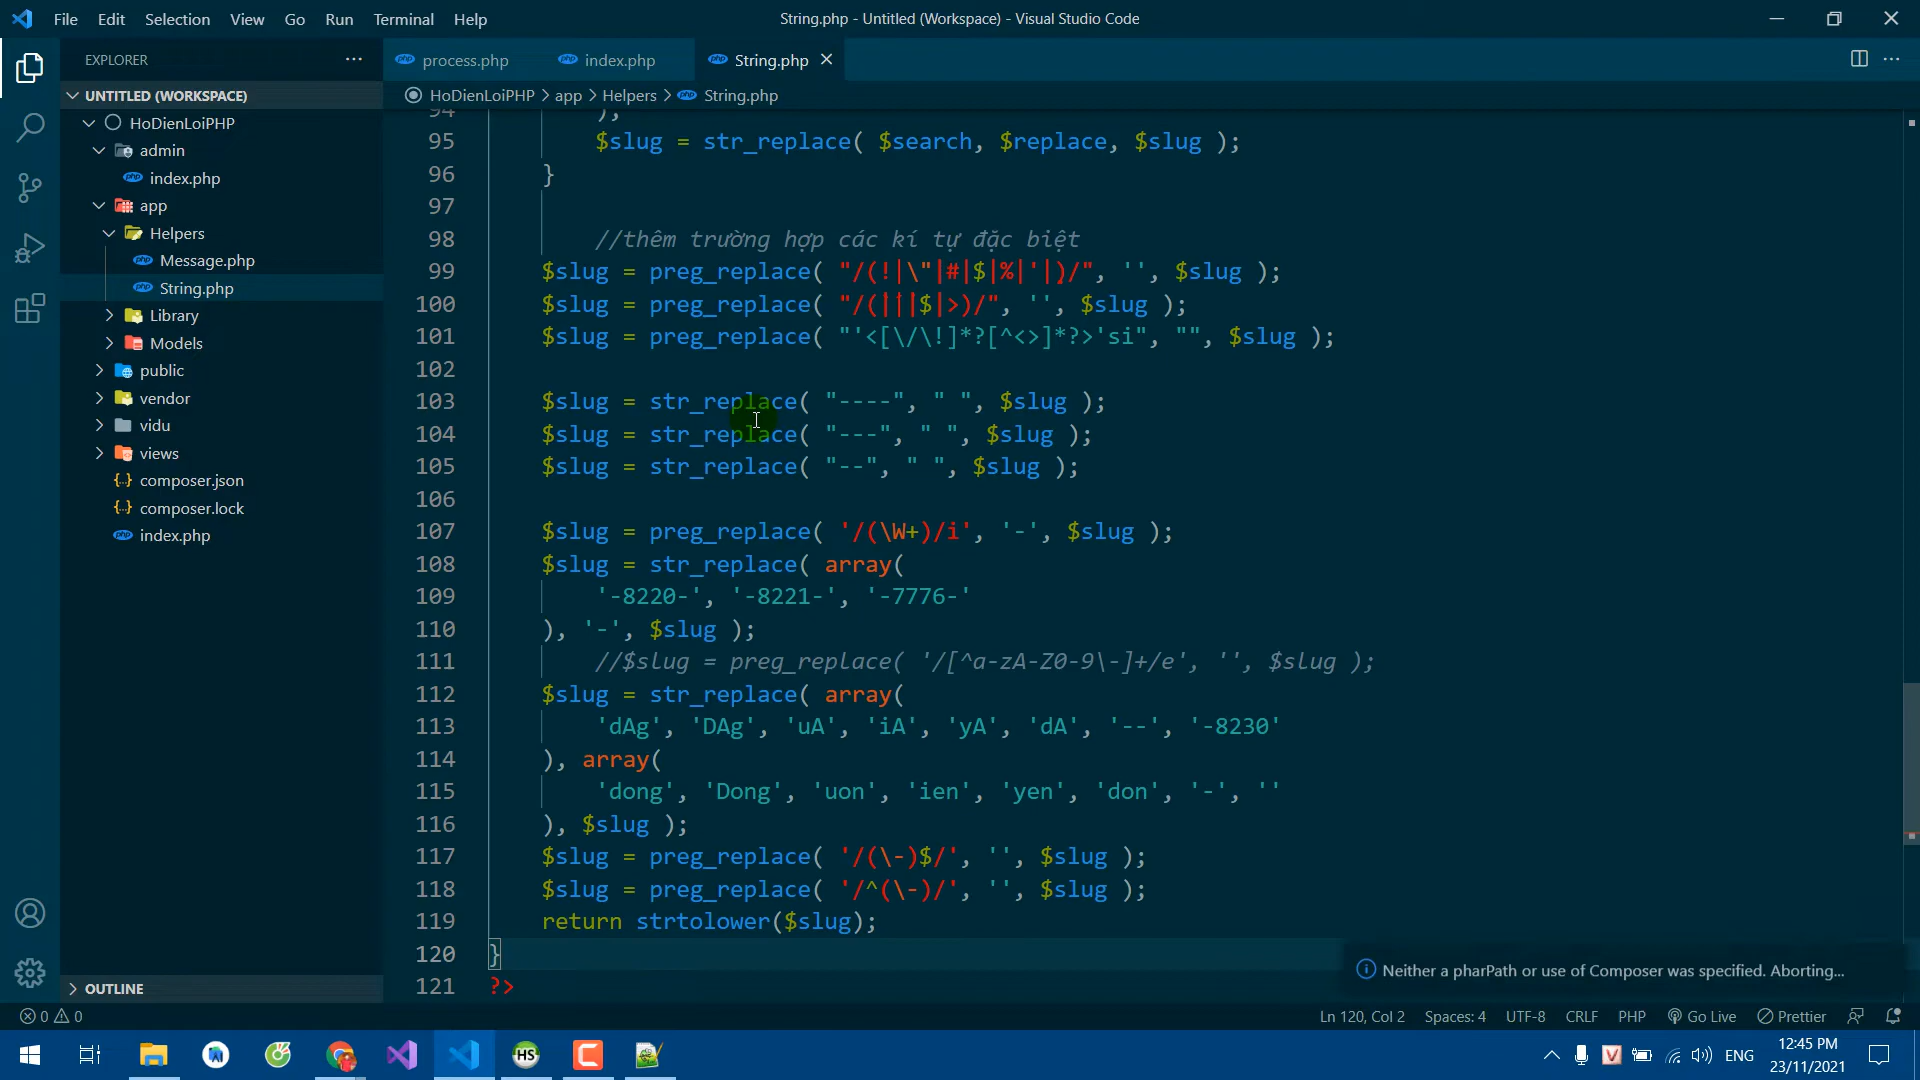 File Edit Selection View Go Run Terminal Help
String.php - Untitled (Workspace) - Visual Studio Code
EXPLORER
UNTITLED (WORKSPACE)
HoDienLoiPHP
admin
index.php
app
Helpers
Message.php
String.php
Library
Models
public
vendor
vidu
views
composer.json
composer.lock
index.php
OUTLINE
process.php index.php String.php
HoDienLoiPHP > app > Helpers > String.php
94 );
95 $slug = str_replace( $search, $replace, $slug );
96 }
97
98 //thêm trường hợp các kí tự đặc biệt
99 $slug = preg_replace( "/(!|\"|#|$|%|'|̣)/", '', $slug );
100 $slug = preg_replace( "/(̀|́|̉|$|>)/", '', $slug );
101 $slug = preg_replace( "'<[\/\!]*?[^<>]*?>'si", "", $slug );
102
103 $slug = str_replace( "----", " ", $slug );
104 $slug = str_replace( "---", " ", $slug );
105 $slug = str_replace( "--", " ", $slug );
106
107 $slug = preg_replace( '/(\W+)/i', '-', $slug );
108 $slug = str_replace( array(
109 '-8220-', '-8221-', '-7776-'
110 ), '-', $slug );
111 //$slug = preg_replace( '/[^a-zA-Z0-9\-]+/e', '', $slug );
112 $slug = str_replace( array(
113 'dAg', 'DAg', 'uA', 'iA', 'yA', 'dA', '--', '-8230'
114 ), array(
115 'dong', 'Dong', 'uon', 'ien', 'yen', 'don', '-', ''
116 ), $slug );
117 $slug = preg_replace( '/(\-)$/', '', $slug );
118 $slug = preg_replace( '/^(\-)/', '', $slug );
119 return strtolower($slug);
120 }
121 ?>
Neither a pharPath or use of Composer was specified. Aborting...
0 0
Ln 120, Col 2 Spaces: 4 UTF-8 CRLF PHP Go Live Prettier
HS
V
ENG
12:45 PM
23/11/2021